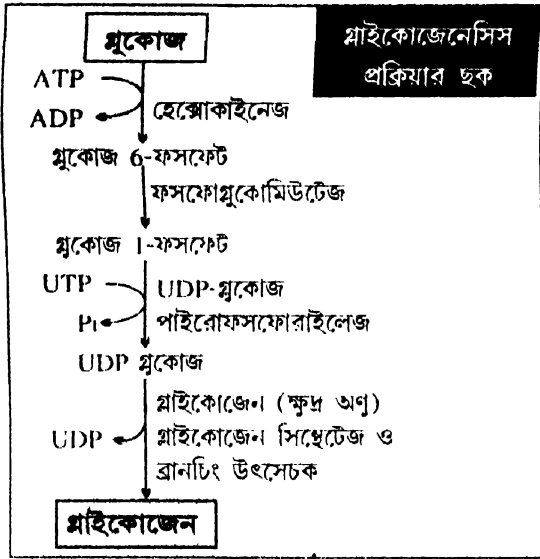 গ্লুকোজ
গ্লাইকোজেনেসিস
প্রক্রিয়ার ছক
ATP
ADP
হেক্সোকাইনেজ
গ্লুকোজ 6-ফসফেট
ফসফোগ্লুকোমিউটেজ
গ্লুকোজ 1-ফসফেট
UTP
UDP-গ্লুকোজ
Pi
পাইরোফসফোরাইলেজ
UDP গ্লুকোজ
গ্লাইকোজেন (ক্ষুদ্র অণু)
UDP
গ্লাইকোজেন সিন্থেটেজ ও
ব্রানচিং উৎসেচক
গ্লাইকোজেন